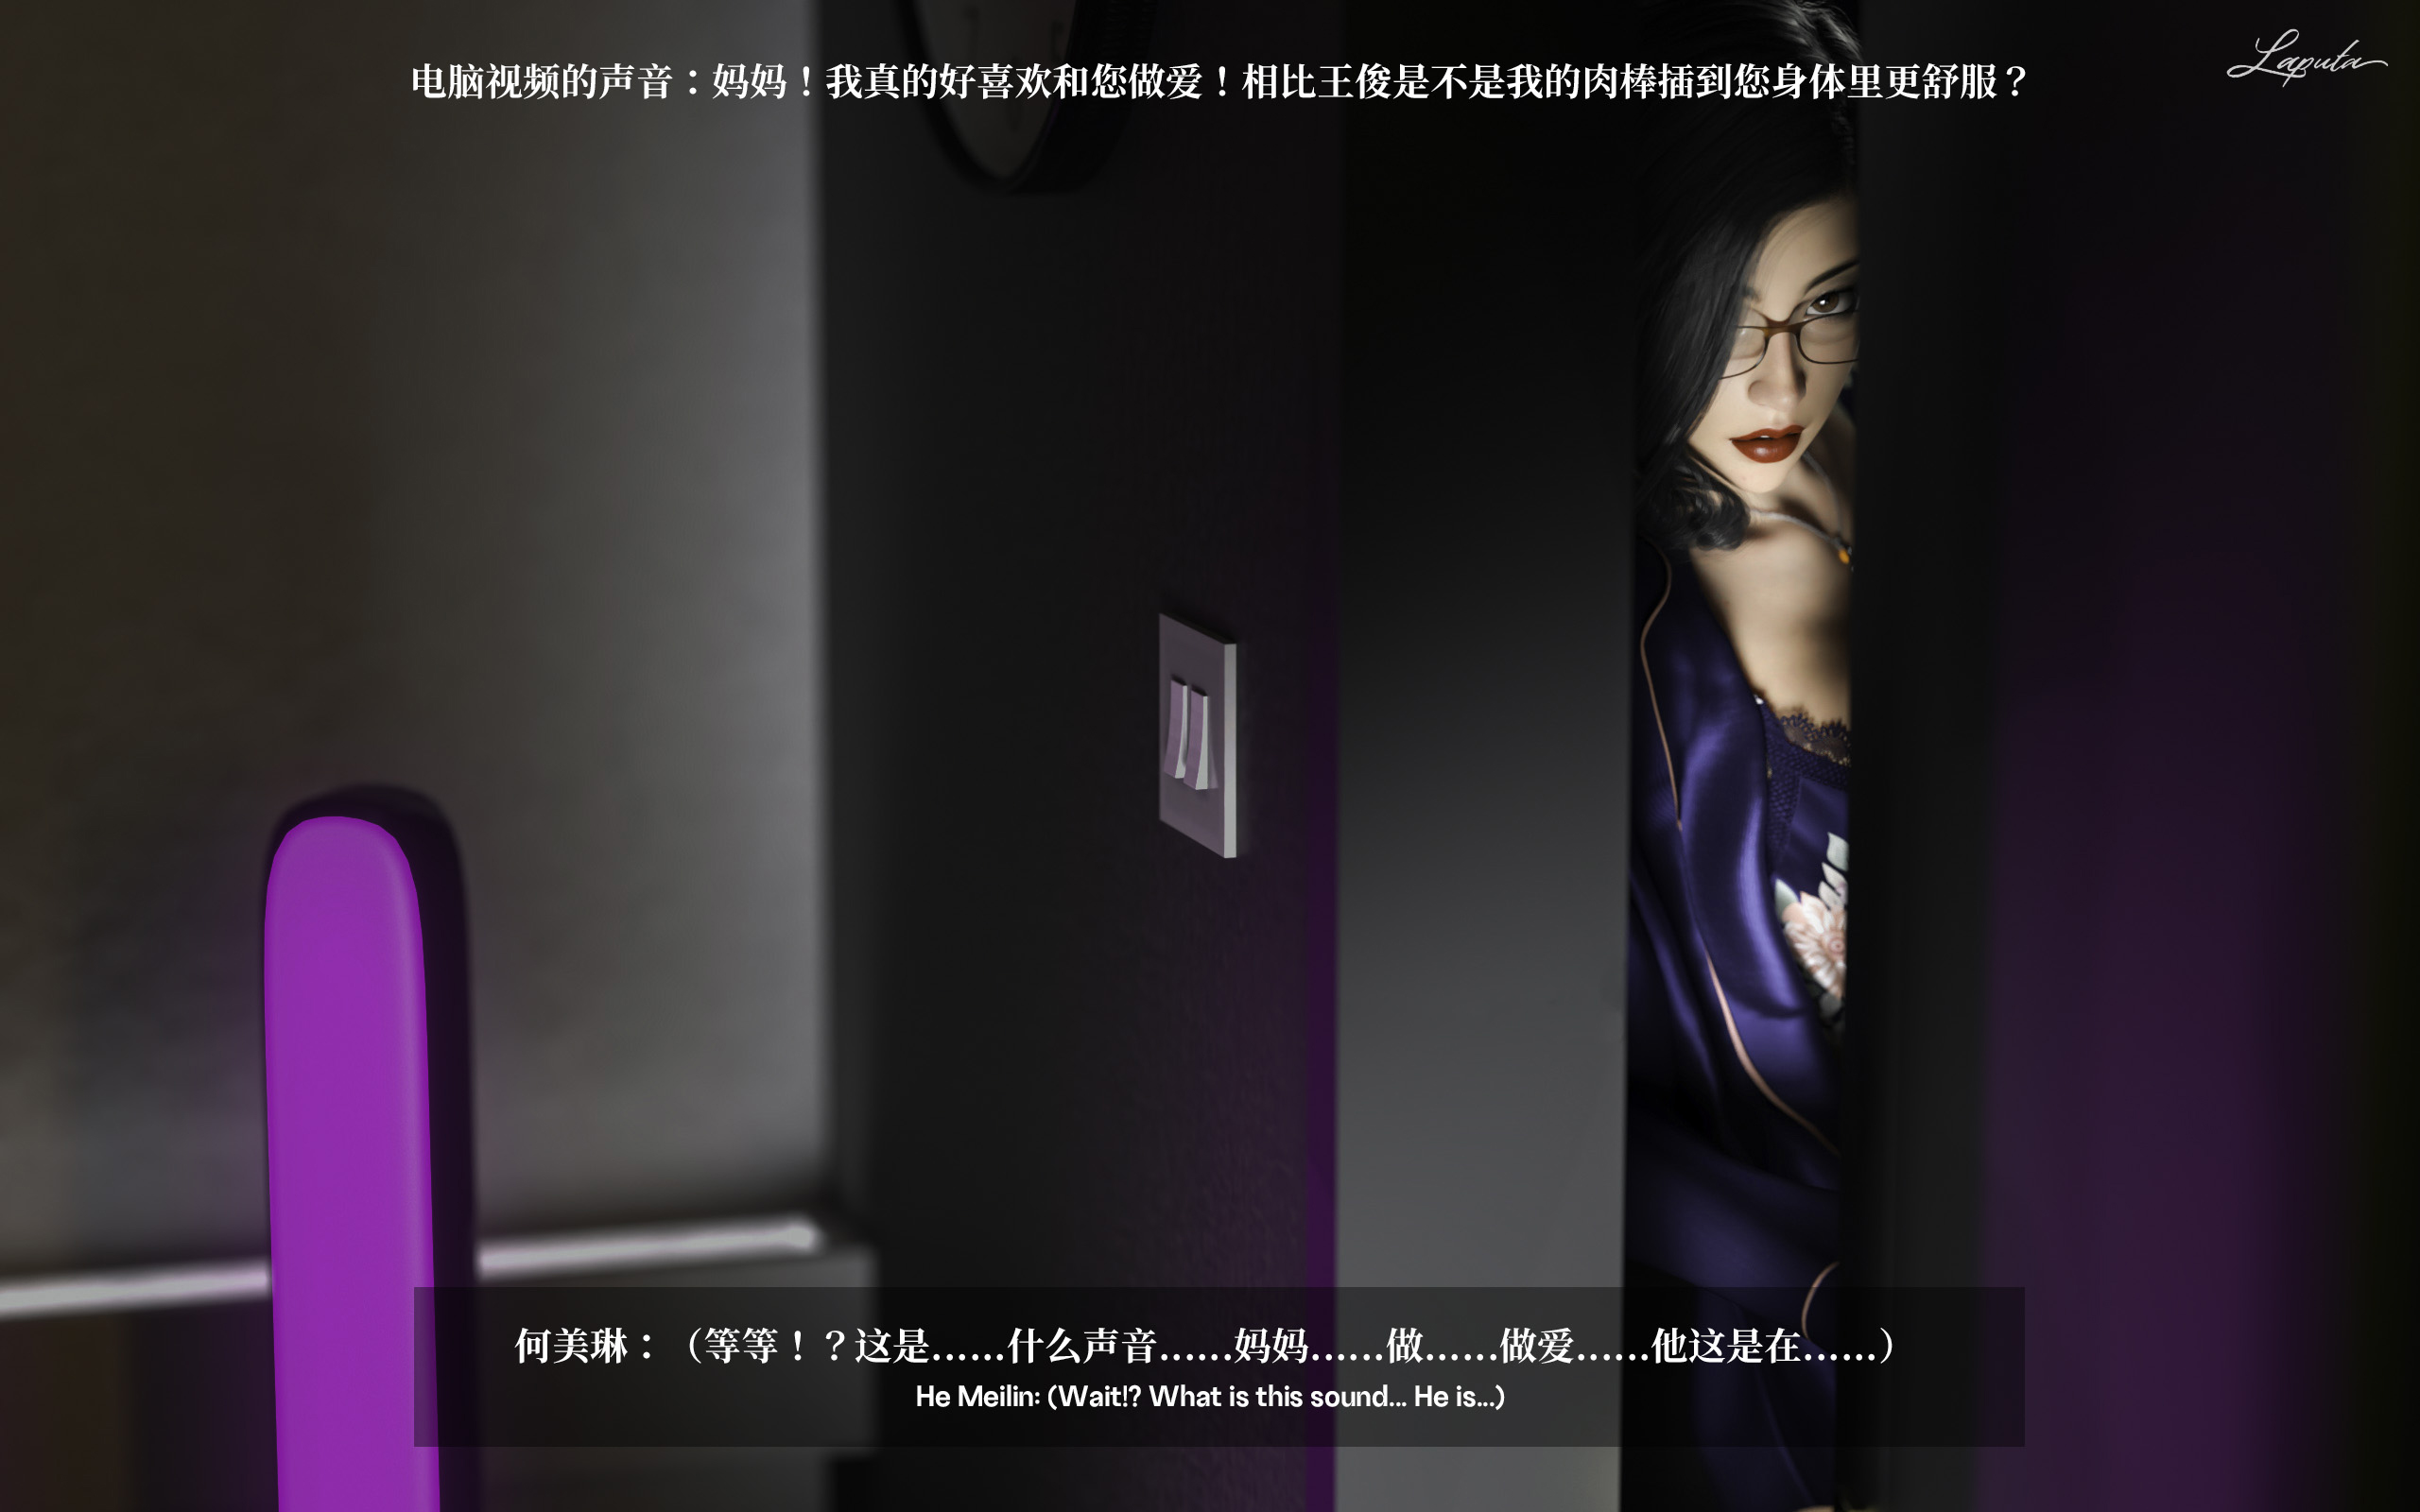 电脑视频的声音：妈妈！我真的好喜欢和您做爱！相比王俊是不是我的肉棒插到您身体里更舒服？
Laputa
何美琳：（等等！？这是……什么声音……妈妈……做……做爱……他这是在……）
He Meilin: (Wait!? What is this sound... He is...)